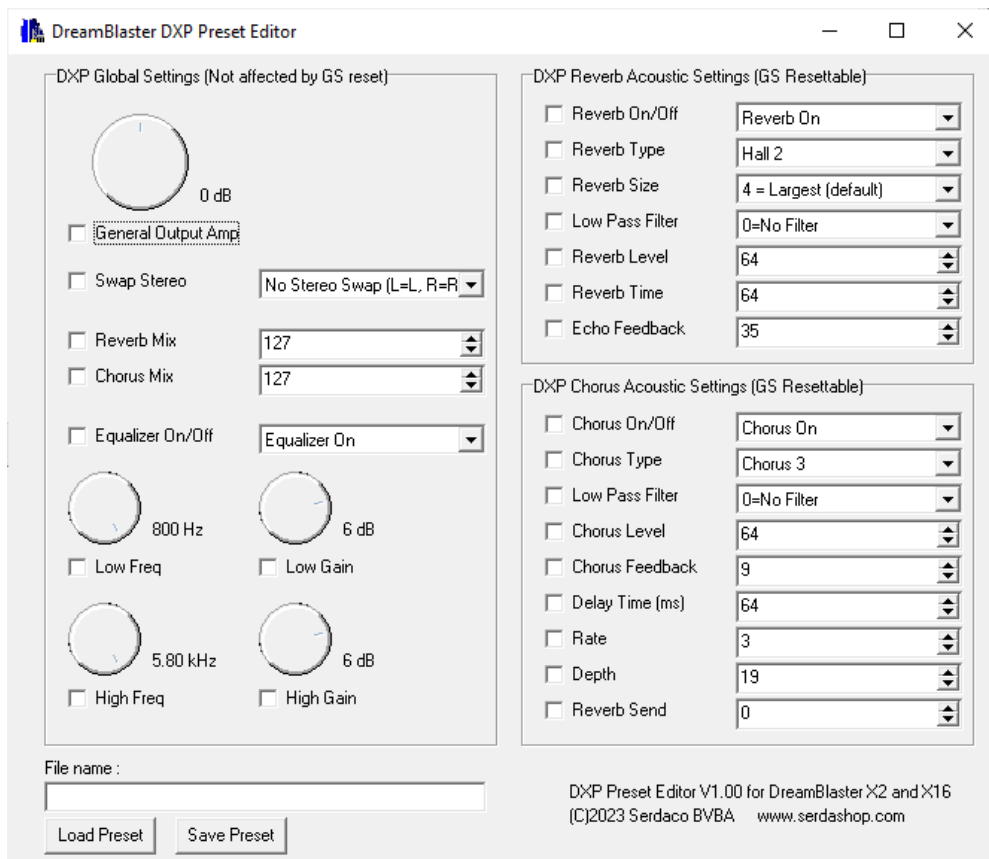 DreamBlaster DXP Preset Editor
DXP Global Settings (Not affected by GS reset)
0 dB
General Output Amp
Swap Stereo
No Stereo Swap (L=L, R=R
Reverb Mix
127
Chorus Mix
127
Equalizer On/Off
Equalizer On
800 Hz
6 dB
Low Freq
Low Gain
5.80 kHz
6 dB
High Freq
High Gain
DXP Reverb Acoustic Settings (GS Resettable)
Reverb On/Off
Reverb On
Reverb Type
Hall 2
Reverb Size
4 = Largest (default)
Low Pass Filter
0=No Filter
Reverb Level
64
Reverb Time
64
Echo Feedback
35
DXP Chorus Acoustic Settings (GS Resettable)
Chorus On/Off
Chorus On
Chorus Type
Chorus 3
Low Pass Filter
0=No Filter
Chorus Level
64
Chorus Feedback
9
Delay Time (ms)
64
Rate
3
Depth
19
Reverb Send
0
File name :
Load Preset
Save Preset
DXP Preset Editor V1.00 for DreamBlaster X2 and X16
(C)2023 Serdaco BVBA www.serdashop.com